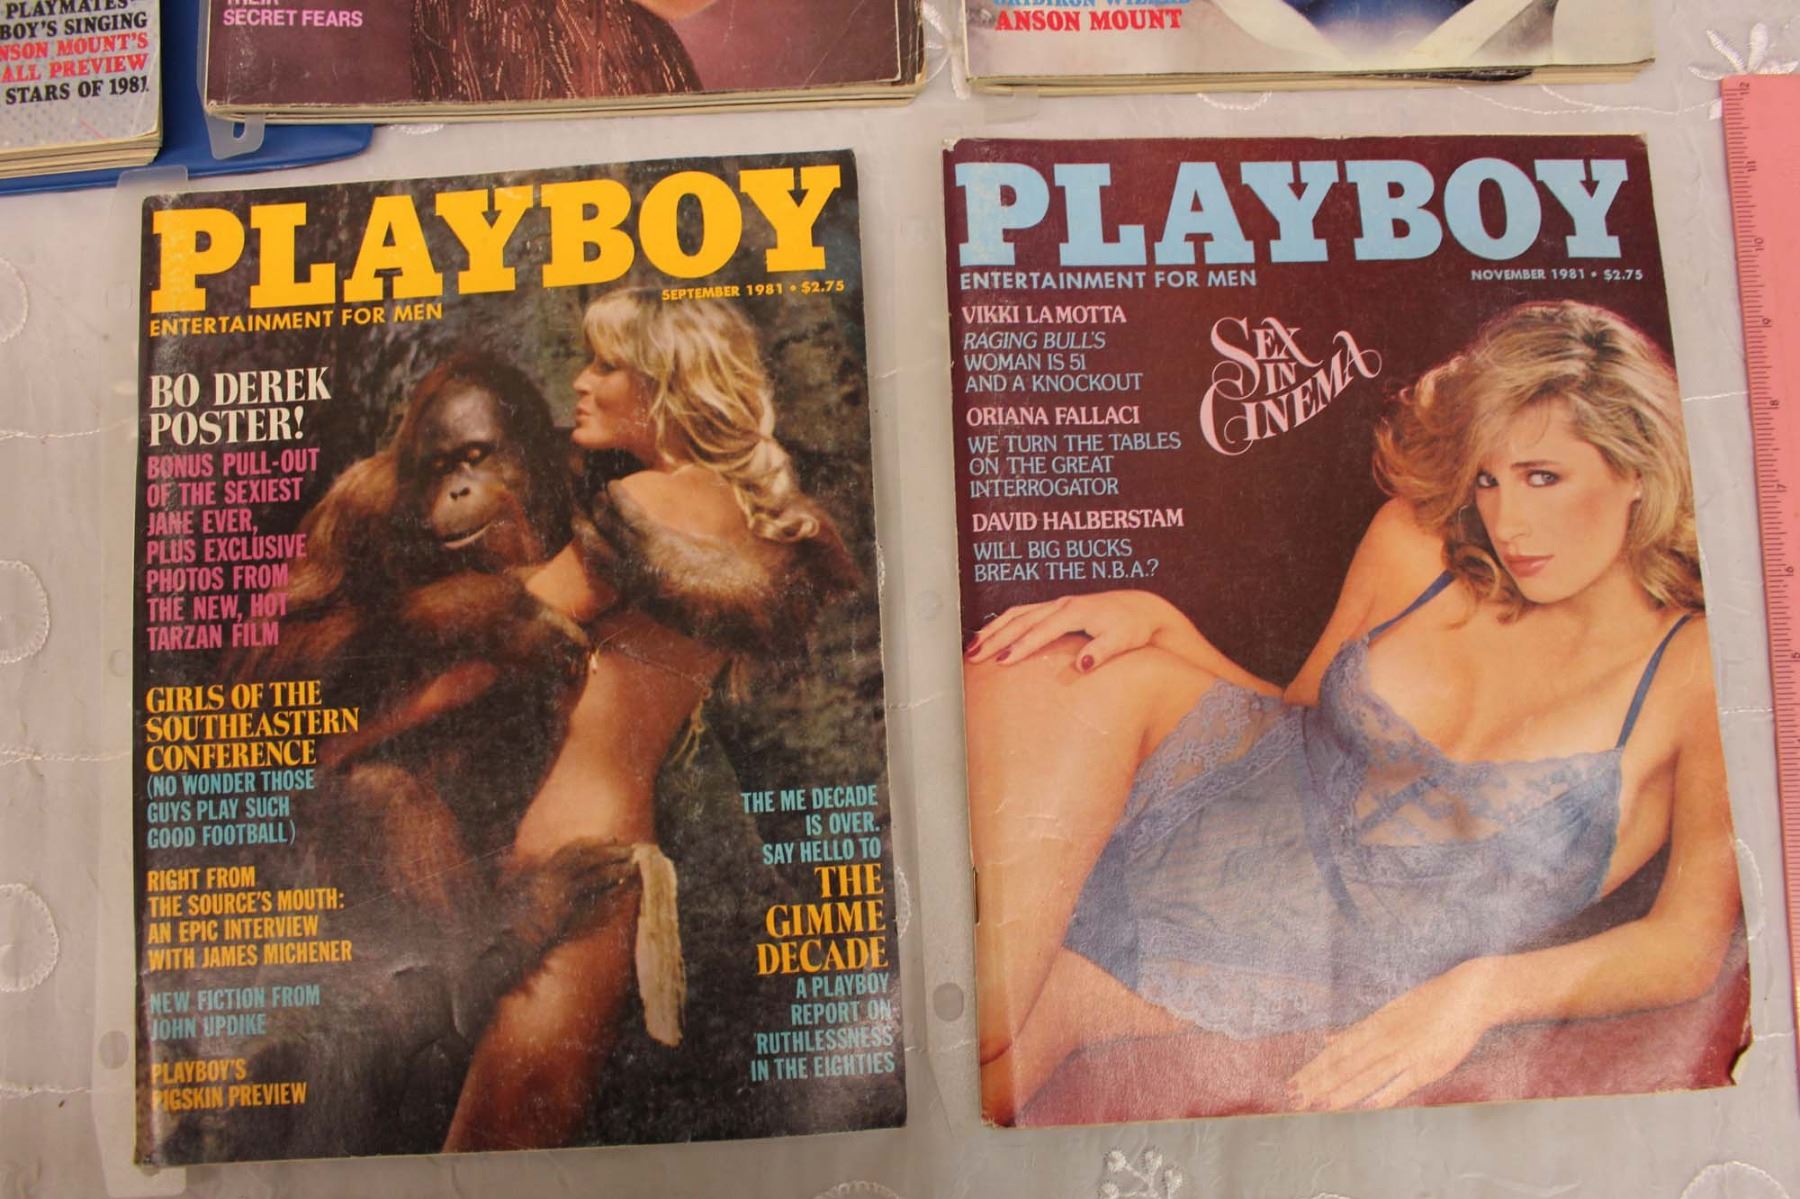 PLAYMATES
BOY'S SINGING
NSON MOUNT'S
ALL PREVIEW
STARS OF 1981
THEIR
SECRET FEARS
GRIDIRON WIZARD
ANSON MOUNT
PLAYBOY
ENTERTAINMENT FOR MEN
SEPTEMBER 1981 • $2.75
BO DEREK
POSTER!
BONUS PULL-OUT
OF THE SEXIEST
JANE EVER,
PLUS EXCLUSIVE
PHOTOS FROM
THE NEW, HOT
TARZAN FILM
GIRLS OF THE
SOUTHEASTERN
CONFERENCE
(NO WONDER THOSE
GUYS PLAY SUCH
GOOD FOOTBALL)
RIGHT FROM
THE SOURCE'S MOUTH:
AN EPIC INTERVIEW
WITH JAMES MICHENER
NEW FICTION FROM
JOHN UPDIKE
PLAYBOY'S
PIGSKIN PREVIEW
THE ME DECADE
IS OVER.
SAY HELLO TO
THE
GIMME
DECADE
A PLAYBOY
REPORT ON
RUTHLESSNESS
IN THE EIGHTIES
PLAYBOY
ENTERTAINMENT FOR MEN
NOVEMBER 1981 • $2.75
VIKKI LA MOTTA
RAGING BULL'S
WOMAN IS 51
AND A KNOCKOUT
ORIANA FALLACI
WE TURN THE TABLES
ON THE GREAT
INTERROGATOR
DAVID HALBERSTAM
WILL BIG BUCKS
BREAK THE N.B.A.?
SEX
IN
CINEMA